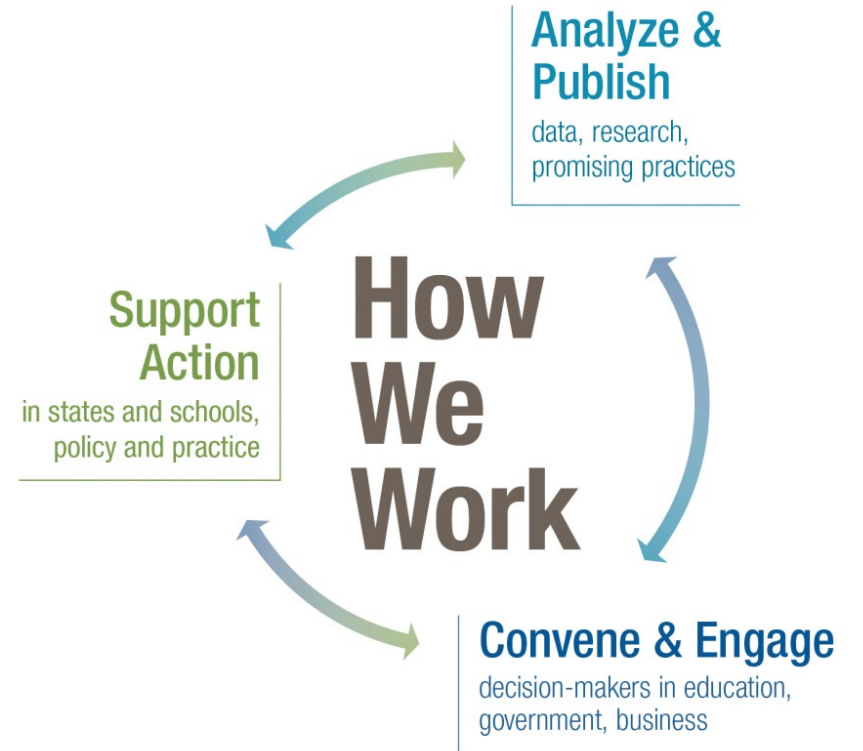 Analyze &
Publish
data, research,
promising practices
How
We
Work
Support
Action
in states and schools,
policy and practice
Convene & Engage
decision-makers in education,
government, business